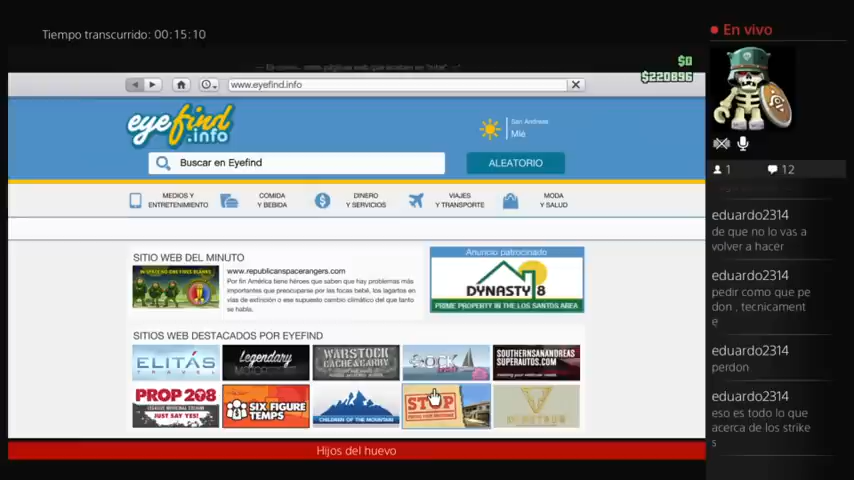 Tiempo transcurrido: 00:15:10
En vivo
$0
$220896
www.eyefind.info
eyefind
.info
San Andreas
Mié
Buscar en Eyefind
ALEATORIO
1
12
MEDIOS Y
ENTRETENIMIENTO
COMIDA
Y BEBIDA
DINERO
Y SERVICIOS
VIAJES
Y TRANSPORTE
MODA
Y SALUD
eduardo2314
de que no lo vas a
volver a hacer
SITIO WEB DEL MINUTO
www.republicanspacerangers.com
Por fin América tiene héroes que saben que hay problemas más
importantes que preocuparse por las focas bebé, los lagartos en
vías de extinción o ese supuesto cambio climático del que tanto
se habla.
Anuncio patrocinado
DYNASTY 8
PRIME PROPERTY IN THE LOS SANTOS AREA
eduardo2314
pedir como que pe
don , tecnicament
e
SITIOS WEB DESTACADOS POR EYEFIND
ELITÁS
TRAVEL
Legendary
MOTORSPORT
WARSTOCK
CACHE & CARRY
DOCK
SOUTHERNSANANDREAS
SUPERAUTOS.COM
eduardo2314
perdon
PROP 208
JUST SAY YES!
SIX FIGURE
TEMPS
CHILDREN OF THE MOUNTAIN
STOP
eduardo2314
eso es todo lo que
acerca de los strike
s
Hijos del huevo